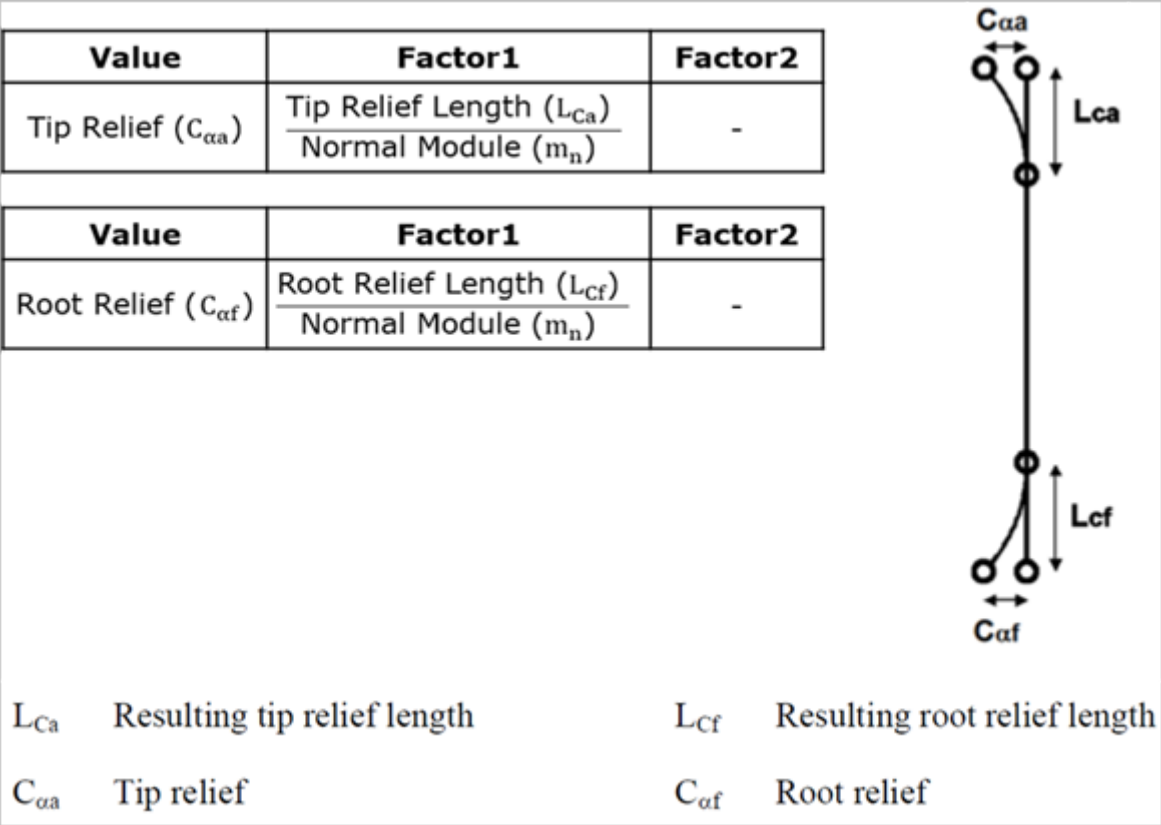 Cαa
Value Factor1 Factor2
Tip Relief (Cαa) Tip Relief Length (LCa) -
Normal Module (mn)
Lca
Value Factor1 Factor2
Root Relief (Cαf) Root Relief Length (LCf) -
Normal Module (mn)
Lcf
Cαf
LCa Resulting tip relief length LCf Resulting root relief length
Cαa Tip relief Cαf Root relief